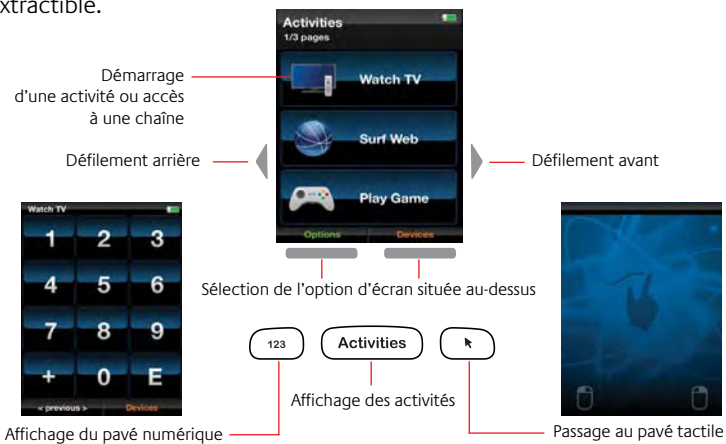 extractible.
Activities
1/3 pages
Démarrage
d'une activité ou accès
à une chaîne
Watch TV
Surf Web
Défilement arrière
Défilement avant
Play Game
Options
Devices
Watch TV
1 2 3
4 5 6
7 8 9
+ 0 E
< previous >
Devices
Sélection de l'option d'écran située au-dessus
123
Activities
Affichage des activités
Affichage du pavé numérique
Passage au pavé tactile